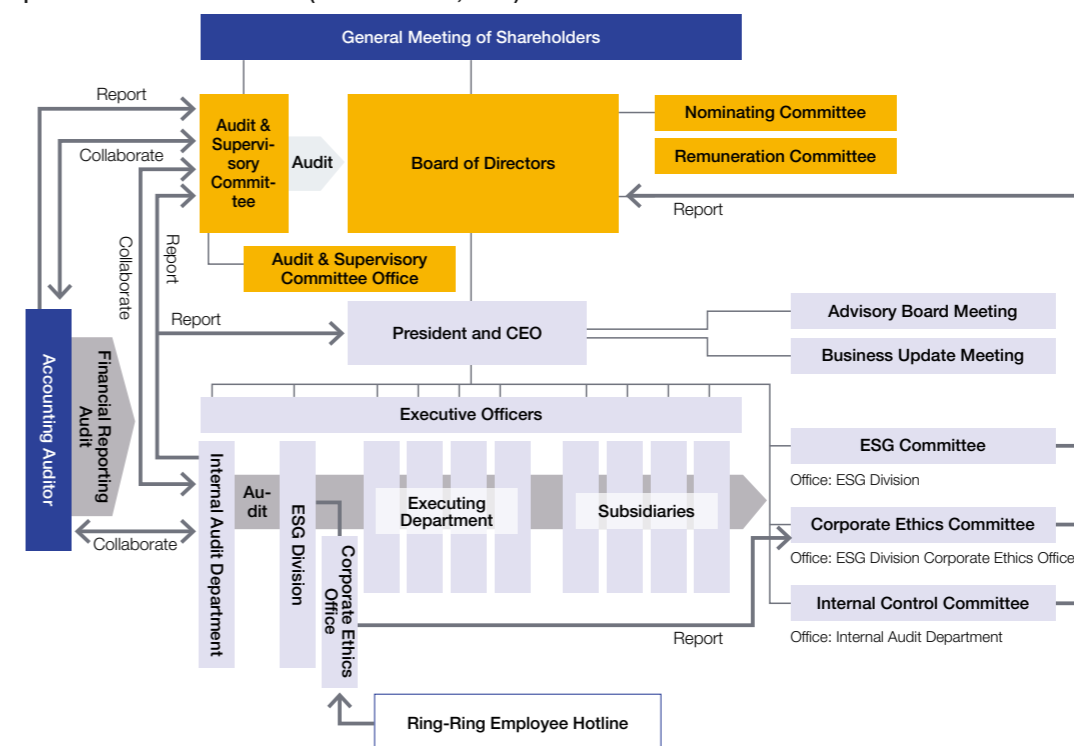 General Meeting of Shareholders
Report
Audit &
Supervi-
sory
Commit-
tee
Audit
Board of Directors
Nominating Committee
Remuneration Committee
Collaborate
Report
Collaborate
Report
Audit & Supervisory
Committee Office
Report
President and CEO
Advisory Board Meeting
Business Update Meeting
Accounting Auditor
Financial Reporting
Audit
Executive Officers
Internal Audit Department
Au-
dit
ESG Division
Corporate Ethics
Office
Executing
Department
Subsidiaries
ESG Committee
Office: ESG Division
Corporate Ethics Committee
Office: ESG Division Corporate Ethics Office
Collaborate
Internal Control Committee
Office: Internal Audit Department
Report
Ring-Ring Employee Hotline